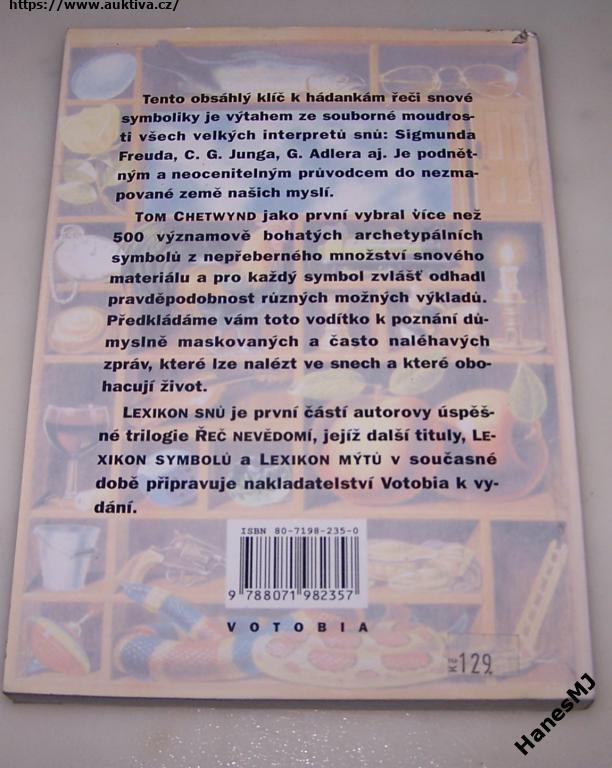 https://www.auktiva.cz/
Tento obsáhlý klíč k hádankám řeči snové
symboliky je výtahem ze souborné moudros-
ti všech velkých interpretů snů: Sigmunda
Freuda, C. G. Junga, G. Adlera aj. Je podnět-
ným a neocenitelným průvodcem do nezma-
pované země našich myslí.
TOM CHETWYND jako první vybral více než
500 významově bohatých archetypálních
symbolů z nepřeberného množství snového
materiálu a pro každý symbol zvlášť odhadl
pravděpodobnost různých možných výkladů.
Předkládáme vám toto vodítko k poznání dů-
myslně maskovaných a často naléhavých
zpráv, které lze nalézt ve snech a které obo-
hacují život.
LEXIKON SNŮ je první částí autorovy úspěš-
né trilogie ŘEČ NEVĚDOMÍ, jejíž další tituly, LE-
XIKON SYMBOLŮ a LEXIKON MÝTŮ v současné
době připravuje nakladatelství Votobia k vy-
dání.
ISBN 80-7198-235-0
9 788071 982357
VOTOBIA
Kč 129
HanesMJ